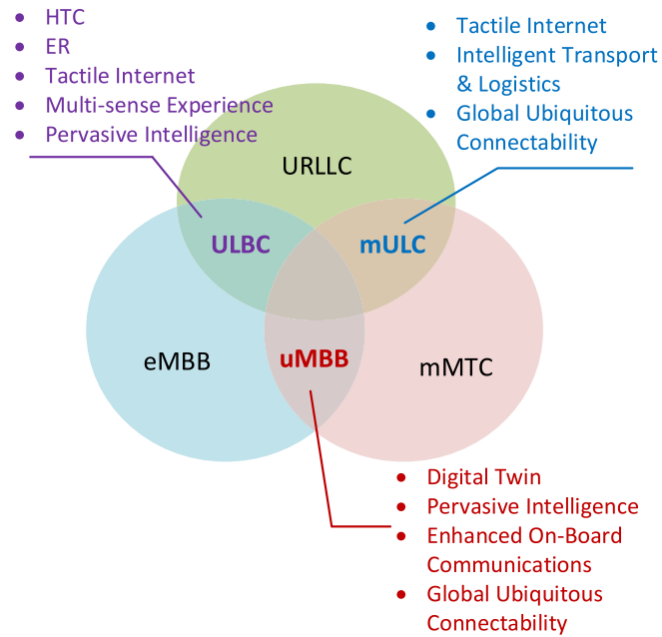 HTC
ER
Tactile Internet
Multi-sense Experience
Pervasive Intelligence
Tactile Internet
Intelligent Transport
& Logistics
Global Ubiquitous
Connectability
URLLC
ULBC
mULC
eMBB
uMBB
mMTC
Digital Twin
Pervasive Intelligence
Enhanced On-Board
Communications
Global Ubiquitous
Connectability